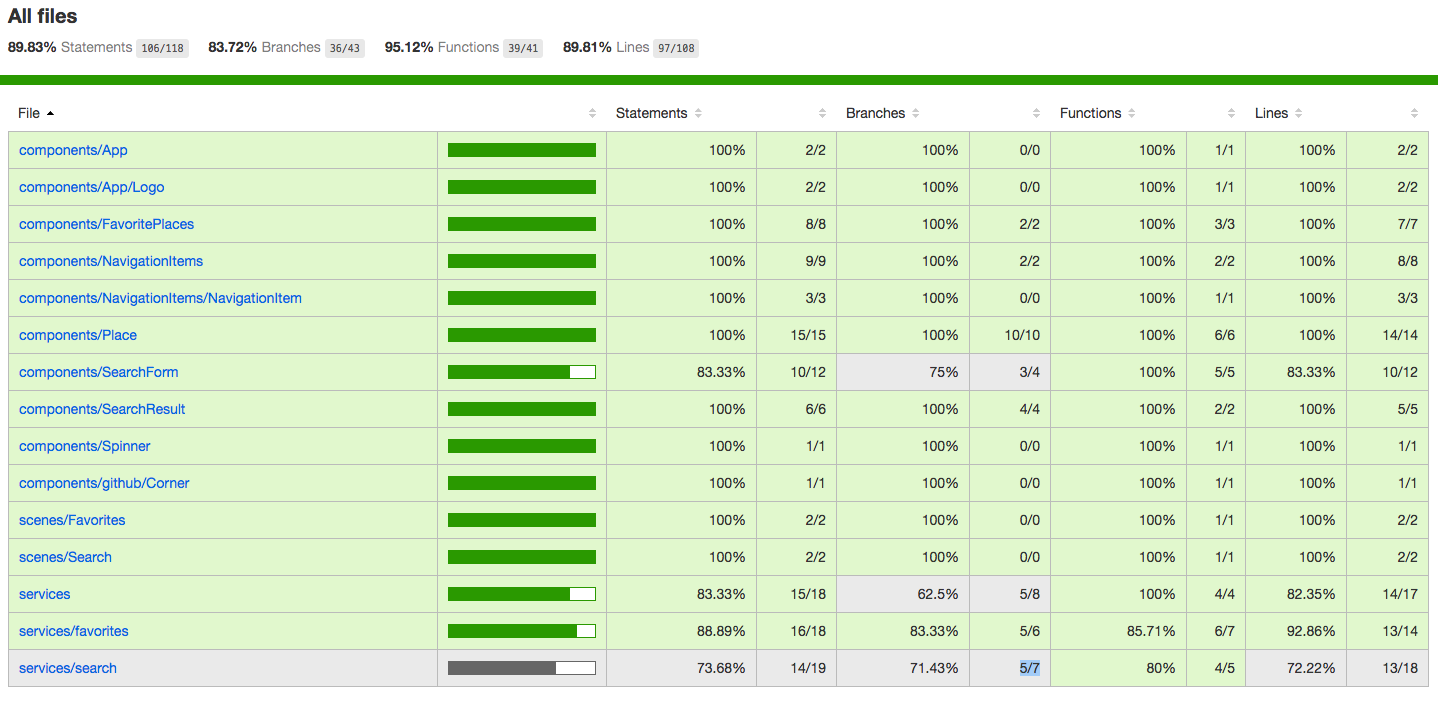 All files
89.83% Statements 106/118 83.72% Branches 36/43 95.12% Functions 39/41 89.81% Lines 97/108
File Statements Branches Functions Lines
components/App 100% 2/2 100% 0/0 100% 1/1 100% 2/2
components/App/Logo 100% 2/2 100% 0/0 100% 1/1 100% 2/2
components/FavoritePlaces 100% 8/8 100% 2/2 100% 3/3 100% 7/7
components/NavigationItems 100% 9/9 100% 2/2 100% 2/2 100% 8/8
components/NavigationItems/NavigationItem 100% 3/3 100% 0/0 100% 1/1 100% 3/3
components/Place 100% 15/15 100% 10/10 100% 6/6 100% 14/14
components/SearchForm 83.33% 10/12 75% 3/4 100% 5/5 83.33% 10/12
components/SearchResult 100% 6/6 100% 4/4 100% 2/2 100% 5/5
components/Spinner 100% 1/1 100% 0/0 100% 1/1 100% 1/1
components/github/Corner 100% 1/1 100% 0/0 100% 1/1 100% 1/1
scenes/Favorites 100% 2/2 100% 0/0 100% 1/1 100% 2/2
scenes/Search 100% 2/2 100% 0/0 100% 1/1 100% 2/2
services 83.33% 15/18 62.5% 5/8 100% 4/4 82.35% 14/17
services/favorites 88.89% 16/18 83.33% 5/6 85.71% 6/7 92.86% 13/14
services/search 73.68% 14/19 71.43% 5/7 80% 4/5 72.22% 13/18